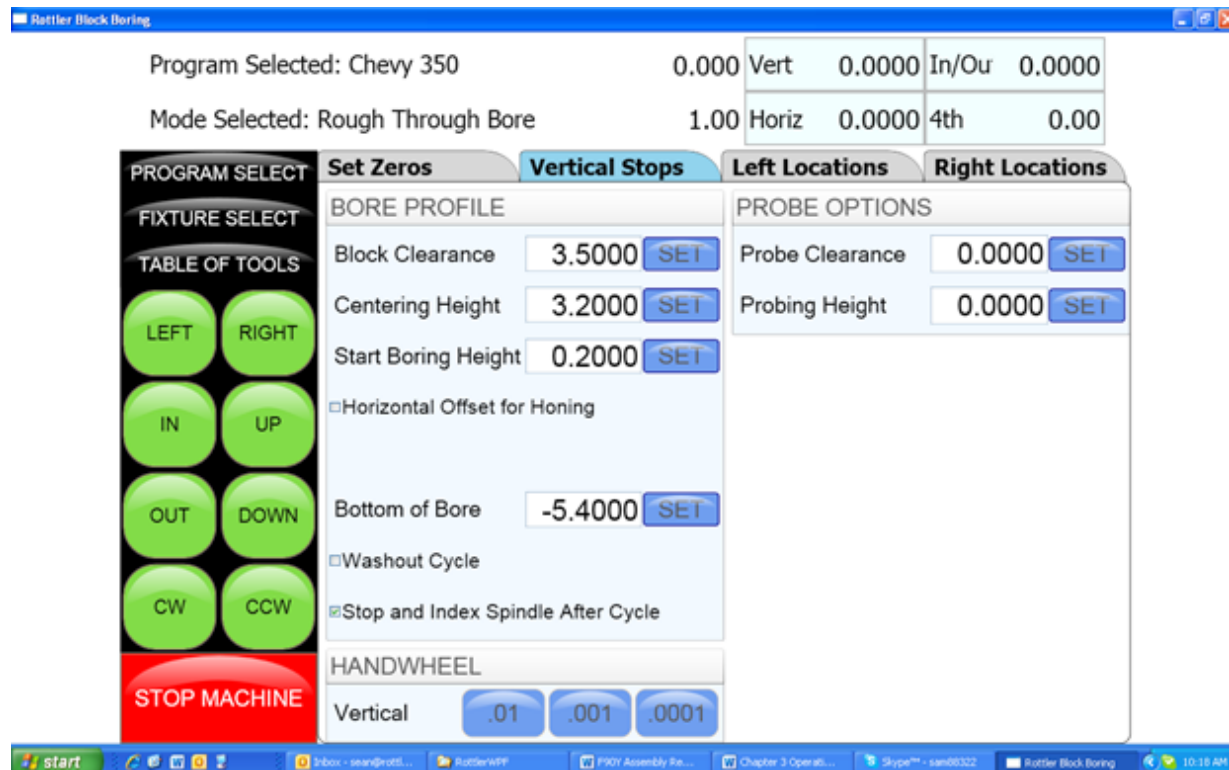 Rottler Block Boring
Program Selected: Chevy 350 0.000 Vert 0.0000 In/Ou 0.0000
Mode Selected: Rough Through Bore 1.00 Horiz 0.0000 4th 0.00
PROGRAM SELECT
FIXTURE SELECT
TABLE OF TOOLS
LEFT RIGHT
IN UP
OUT DOWN
CW CCW
STOP MACHINE
Set Zeros Vertical Stops Left Locations Right Locations
BORE PROFILE
Block Clearance 3.5000 SET
Centering Height 3.2000 SET
Start Boring Height 0.2000 SET
Horizontal Offset for Honing
Bottom of Bore -5.4000 SET
Washout Cycle
Stop and Index Spindle After Cycle
HANDWHEEL
Vertical .01 .001 .0001
PROBE OPTIONS
Probe Clearance 0.0000 SET
Probing Height 0.0000 SET
start Inbox - sean@rottl... RottlerWPF P90Y Assembly Re... Chapter 3 Operati... Skype™ - sam88322 Rottler Block Boring 10:18 AM